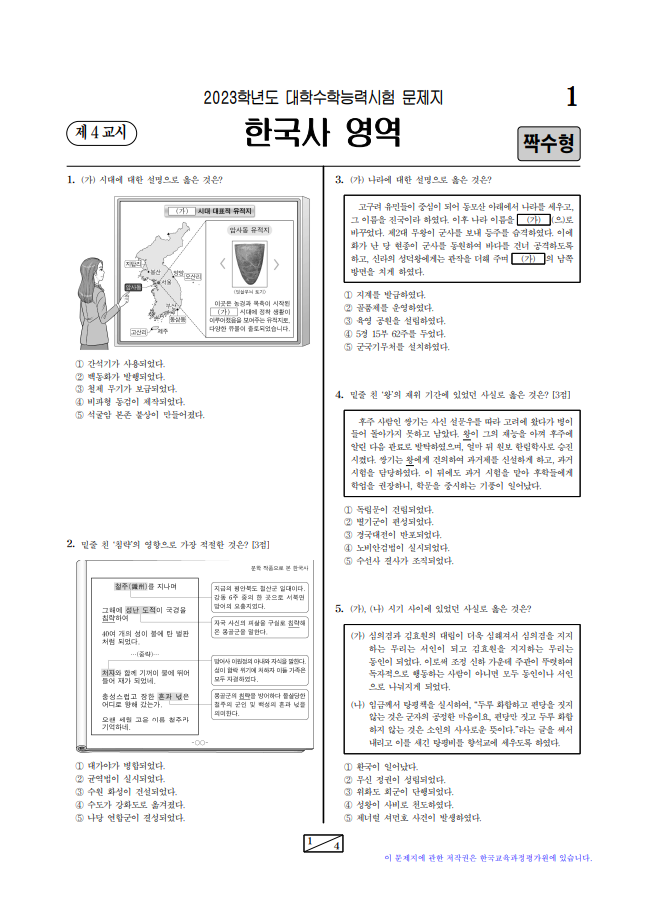 2023학년도 대학수학능력시험 문제지
1
제 4 교시
한국사 영역
짝수형
1. (가) 시대에 대한 설명으로 옳은 것은?
(가) 시대 대표적 유적지
암사동 유적지
지탑리
봉산
양양
오산리
암사동
서울
부산
동삼동
고산리
제주
(빗살무늬 토기)
이곳은 농경과 목축이 시작된
(가) 시대에 정착 생활이
이루어졌음을 보여주는 유적지로,
다양한 유물이 출토되었습니다.
① 간석기가 사용되었다.
② 백동화가 발행되었다.
③ 철제 무기가 보급되었다.
④ 비파형 동검이 제작되었다.
⑤ 석굴암 본존 불상이 만들어졌다.
2. 밑줄 친 '침략'의 영향으로 가장 적절한 것은? [3점]
문학 작품으로 본 한국사
철주(鐵州)를 지나며
그해에 성난 도적이 국경을
침략하여
40여 개의 성이 불에 탄 벌판
처럼 되었다.
…(중략)…
처자와 함께 기꺼이 불에 뛰어
들어 재가 되었네.
충성스럽고 장한 혼과 넋은
어디로 향해 갔는가.
오랜 세월 고을 이름 철주라
기억하네.
지금의 평안북도 철산군 일대이다.
강동 6주 중의 한 곳으로 서북면
방어의 요충지였다.
자국 사신의 피살을 구실로 침략해
온 몽골군을 말한다.
방어사 이원정의 아내와 자식을 말한다.
성이 함락 위기에 처하자 이들 가족은
모두 자결하였다.
몽골군의 침략을 방어하다 몰살당한
철주의 군인 및 백성의 혼과 넋을
의미한다.
-○○-
① 대가야가 병합되었다.
② 균역법이 실시되었다.
③ 수원 화성이 건설되었다.
④ 수도가 강화도로 옮겨졌다.
⑤ 나당 연합군이 결성되었다.
3. (가) 나라에 대한 설명으로 옳은 것은?
고구려 유민들이 중심이 되어 동모산 아래에서 나라를 세우고,
그 이름을 진국이라 하였다. 이후 나라 이름을 (가) (으)로
바꾸었다. 제2대 무왕이 군사를 보내 등주를 습격하였다. 이에
화가 난 당 현종이 군사를 동원하여 바다를 건너 공격하도록
하고, 신라의 성덕왕에게는 관작을 더해 주며 (가) 의 남쪽
방면을 치게 하였다.
① 지계를 발급하였다.
② 골품제를 운영하였다.
③ 육영 공원을 설립하였다.
④ 5경 15부 62주를 두었다.
⑤ 군국기무처를 설치하였다.
4. 밑줄 친 '왕'의 재위 기간에 있었던 사실로 옳은 것은? [3점]
후주 사람인 쌍기는 사신 설문우를 따라 고려에 왔다가 병이
들어 돌아가지 못하고 남았다. 왕이 그의 재능을 아껴 후주에
알린 다음 관료로 발탁하였으며, 얼마 뒤 원보 한림학사로 승진
시켰다. 쌍기는 왕에게 건의하여 과거제를 신설하게 하고, 과거
시험을 담당하였다. 이 뒤에도 과거 시험을 맡아 후학들에게
학업을 권장하니, 학문을 중시하는 기풍이 일어났다.
① 독립문이 건립되었다.
② 별기군이 편성되었다.
③ 경국대전이 반포되었다.
④ 노비안검법이 실시되었다.
⑤ 수선사 결사가 조직되었다.
5. (가), (나) 시기 사이에 있었던 사실로 옳은 것은?
(가) 심의겸과 김효원의 대립이 더욱 심해져서 심의겸을 지지
하는 무리는 서인이 되고 김효원을 지지하는 무리는
동인이 되었다. 이로써 조정 신하 가운데 주관이 뚜렷하여
독자적으로 행동하는 사람이 아니면 모두 동인이나 서인
으로 나뉘지게 되었다.
(나) 임금께서 탕평책을 실시하여, “두루 화합하고 편당을 짓지
않는 것은 군자의 공정한 마음이요, 편당만 짓고 두루 화합
하지 않는 것은 소인의 사사로운 뜻이다.”라는 글을 써서
내리고 이를 새긴 탕평비를 향석교에 세우도록 하였다.
① 환국이 일어났다.
② 무신 정권이 성립되었다.
③ 위화도 회군이 단행되었다.
④ 성왕이 사비로 천도하였다.
⑤ 제너럴 셔먼호 사건이 발생하였다.
1
4
이 문제지에 관한 저작권은 한국교육과정평가원에 있습니다.